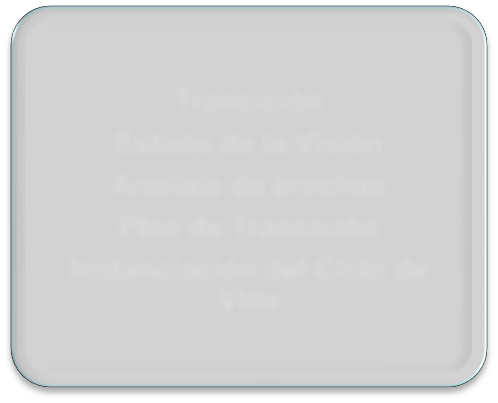 Transición
Estado de la Visión
Análisis de brechas
Plan de Transición
Instanciación del Ciclo de
Vida